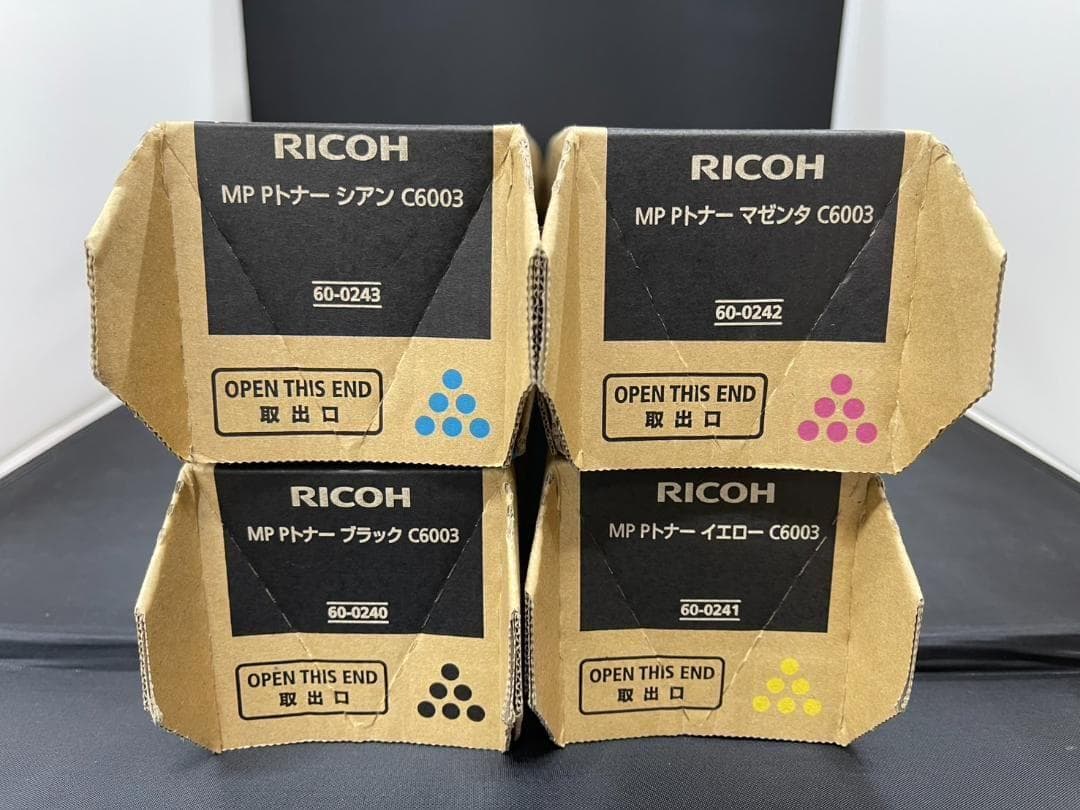 RICOH
MP Pトナー シアン C6003
60-0243
OPEN THIS END
取出口
RICOH
MP Pトナー マゼンタ C6003
60-0242
OPEN THIS END
取出口
RICOH
MP Pトナー ブラック C6003
60-0240
OPEN THIS END
取出口
RICOH
MP Pトナー イエロー C6003
60-0241
OPEN THIS END
取出口